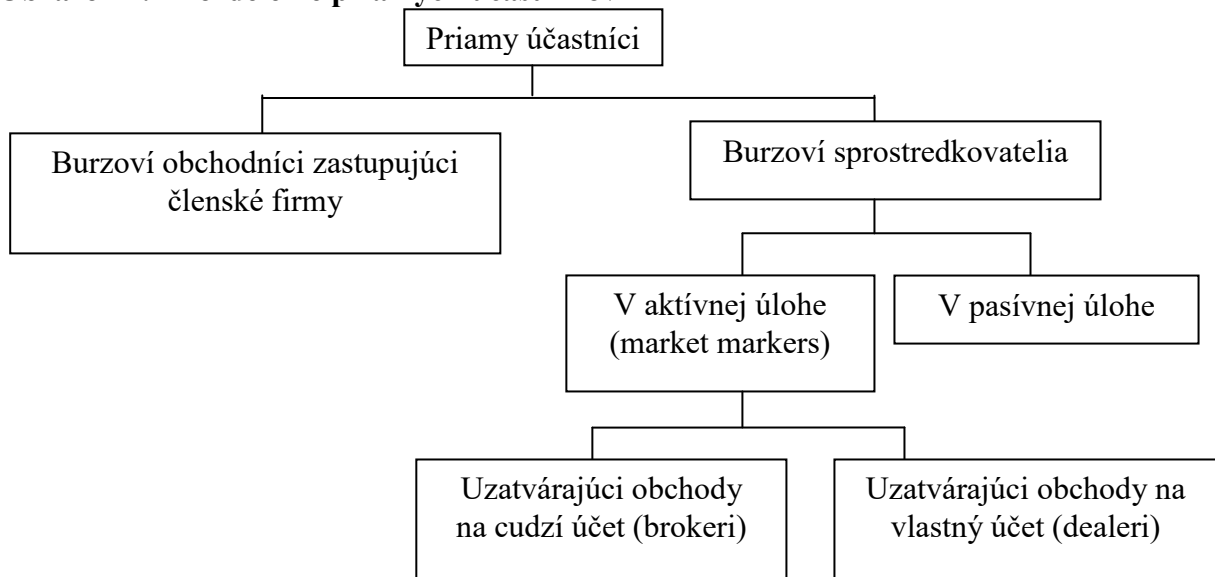 Priamy účastníci
Burzoví obchodníci zastupujúci
členské firmy
Burzoví sprostredkovatelia
V aktívnej úlohe
(market markers)
V pasívnej úlohe
Uzatvárajúci obchody
na cudzí účet (brokeri)
Uzatvárajúci obchody na
vlastný účet (dealeri)